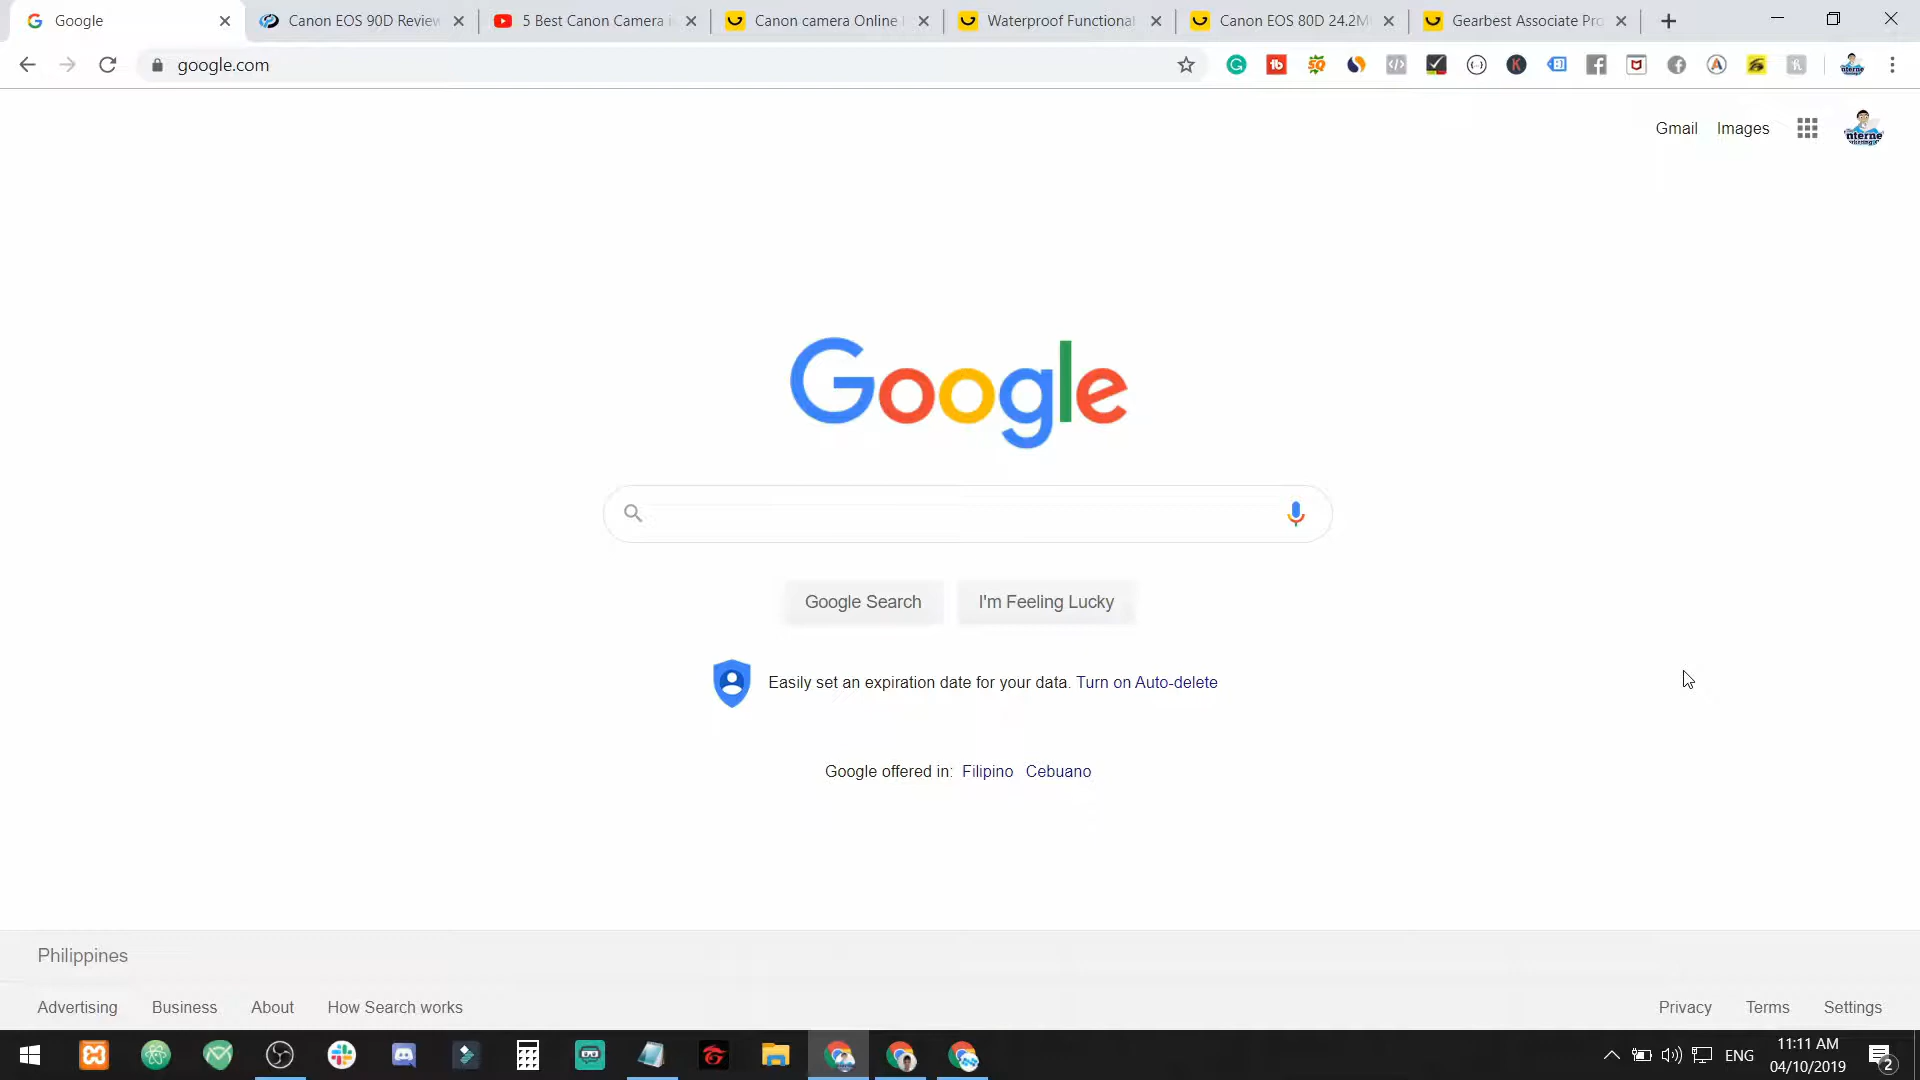 Google
Canon EOS 90D Review
5 Best Canon Camera i
Canon camera Online
Waterproof Functional
Canon EOS 80D 24.2M
Gearbest Associate Pro
google.com
Gmail
Images
Google
Google Search
I'm Feeling Lucky
Easily set an expiration date for your data. Turn on Auto-delete
Google offered in: Filipino Cebuano
Philippines
Advertising
Business
About
How Search works
Privacy
Terms
Settings
ENG
11:11 AM
04/10/2019
2